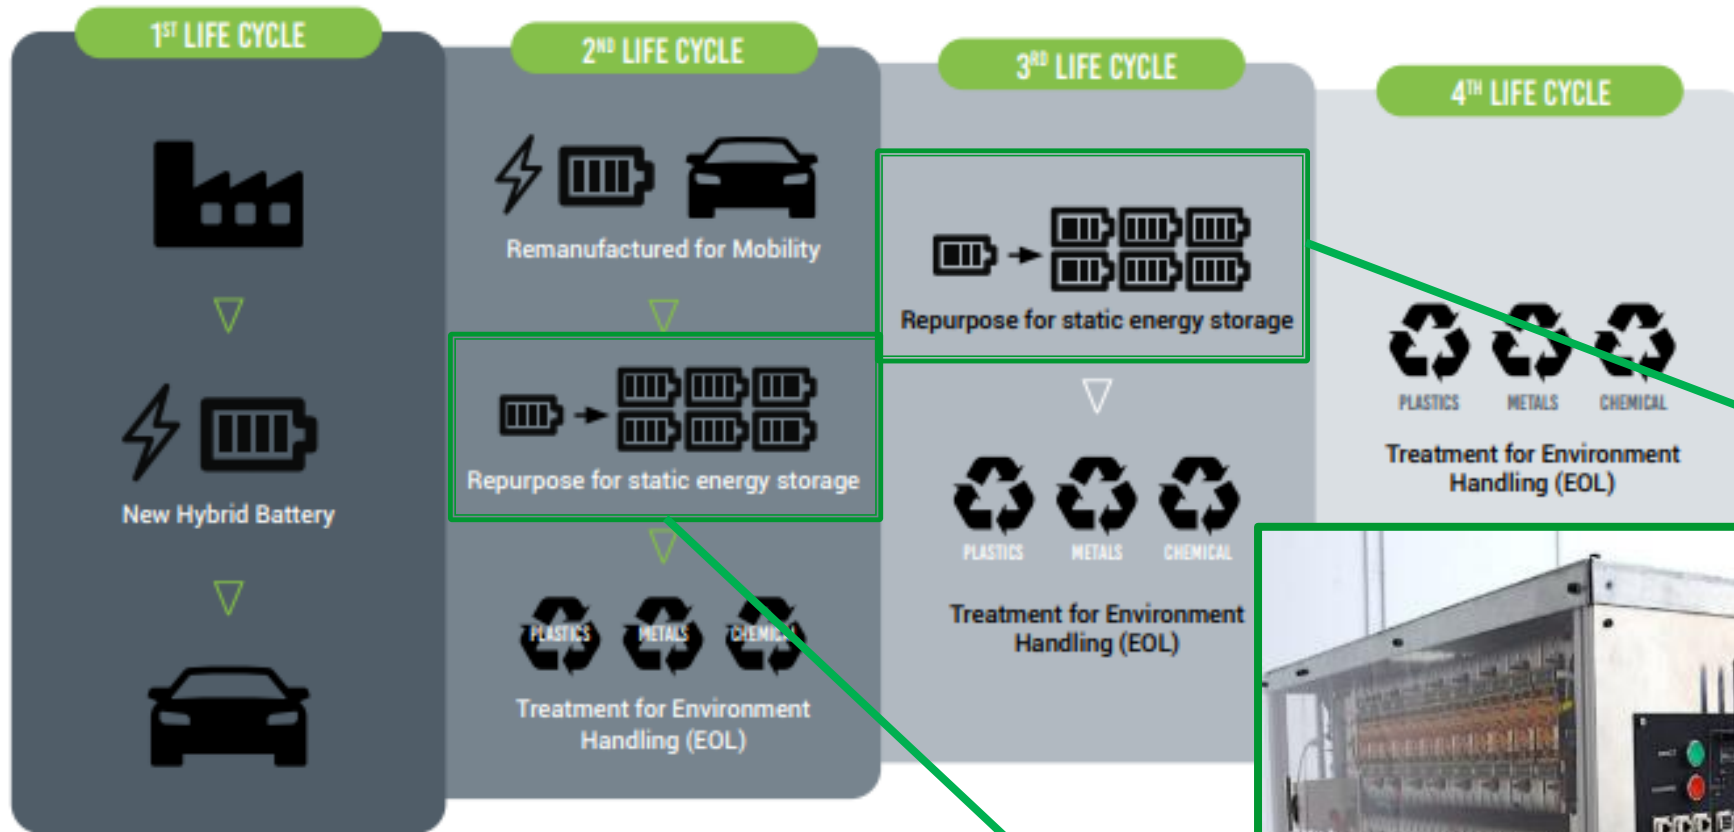 1ST LIFE CYCLE
New Hybrid Battery
2ND LIFE CYCLE
Remanufactured for Mobility
Repurpose for static energy storage
PLASTICS METALS CHEMICAL
Treatment for Environment
Handling (EOL)
3RD LIFE CYCLE
Repurpose for static energy storage
PLASTICS METALS CHEMICAL
Treatment for Environment
Handling (EOL)
4TH LIFE CYCLE
PLASTICS METALS CHEMICAL
Treatment for Environment
Handling (EOL)